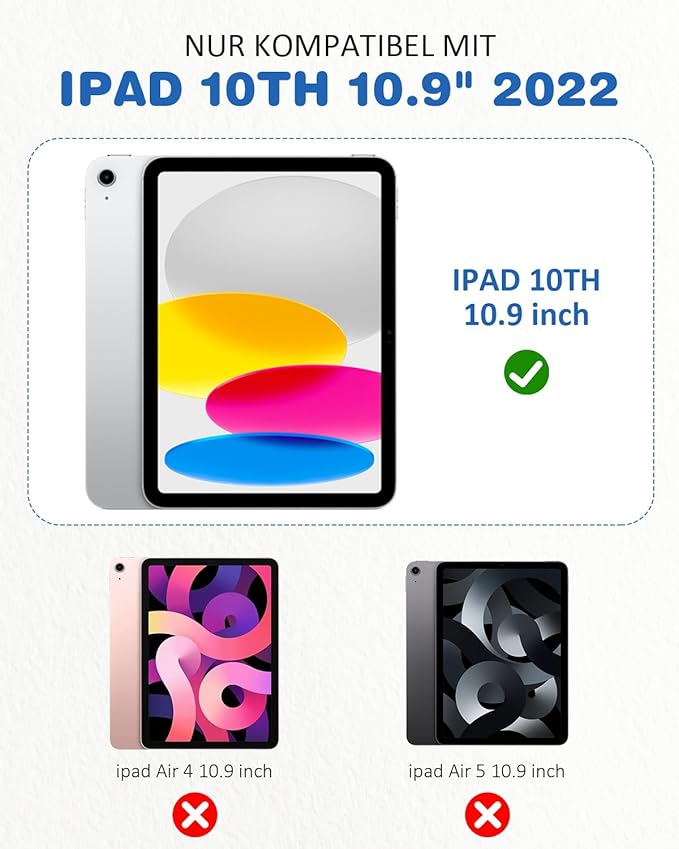 NUR KOMPATIBEL MIT
IPAD 10TH 10.9" 2022
IPAD 10TH
10.9 inch
ipad Air 4 10.9 inch
ipad Air 5 10.9 inch